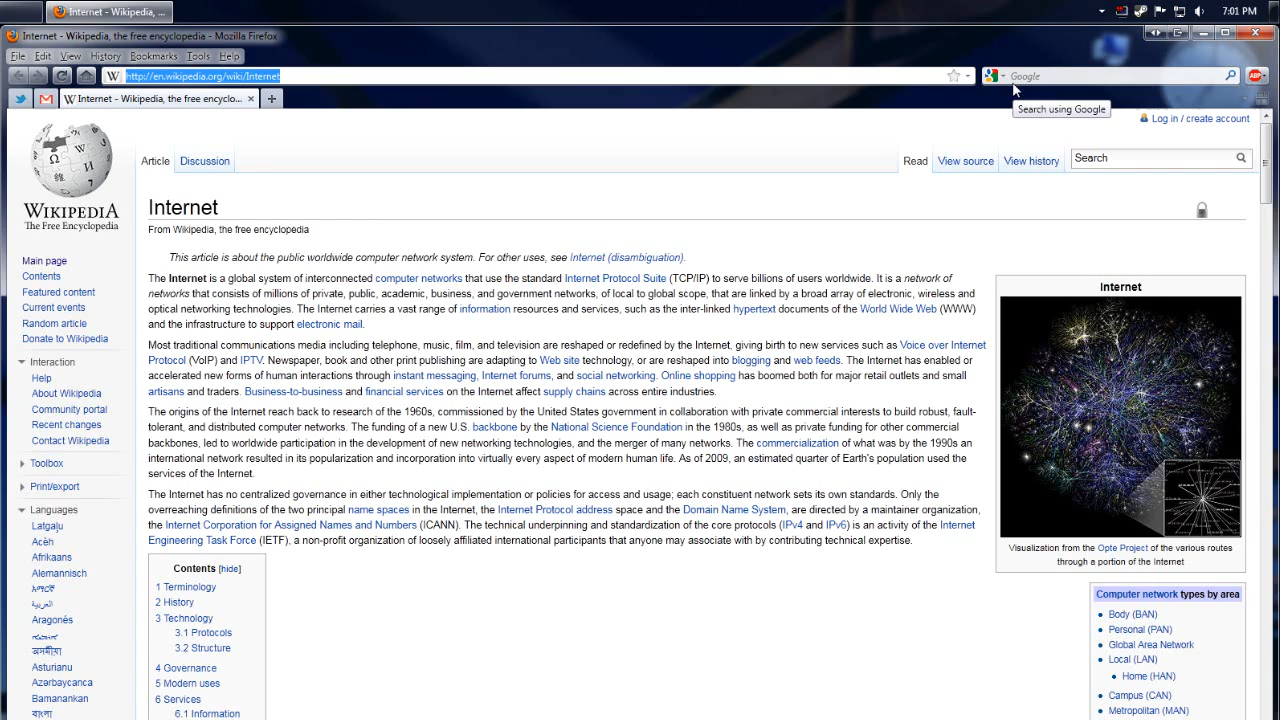 Internet - Wikipedia, ...
7:01 PM
Internet - Wikipedia, the free encyclopedia - Mozilla Firefox
File Edit View History Bookmarks Tools Help
W http://en.wikipedia.org/wiki/Internet
Google
ABP
Internet - Wikipedia, the free encyclo...
Search using Google
Log in / create account
WIKIPEDIA
The Free Encyclopedia
Article Discussion Read View source View history Search
Internet
From Wikipedia, the free encyclopedia
This article is about the public worldwide computer network system. For other uses, see Internet (disambiguation).
The Internet is a global system of interconnected computer networks that use the standard Internet Protocol Suite (TCP/IP) to serve billions of users worldwide. It is a network of
networks that consists of millions of private, public, academic, business, and government networks, of local to global scope, that are linked by a broad array of electronic, wireless and
optical networking technologies. The Internet carries a vast range of information resources and services, such as the inter-linked hypertext documents of the World Wide Web (WWW)
and the infrastructure to support electronic mail.
Most traditional communications media including telephone, music, film, and television are reshaped or redefined by the Internet, giving birth to new services such as Voice over Internet
Protocol (VoIP) and IPTV. Newspaper, book and other print publishing are adapting to Web site technology, or are reshaped into blogging and web feeds. The Internet has enabled or
accelerated new forms of human interactions through instant messaging, Internet forums, and social networking. Online shopping has boomed both for major retail outlets and small
artisans and traders. Business-to-business and financial services on the Internet affect supply chains across entire industries.
The origins of the Internet reach back to research of the 1960s, commissioned by the United States government in collaboration with private commercial interests to build robust, fault-
tolerant, and distributed computer networks. The funding of a new U.S. backbone by the National Science Foundation in the 1980s, as well as private funding for other commercial
backbones, led to worldwide participation in the development of new networking technologies, and the merger of many networks. The commercialization of what was by the 1990s an
international network resulted in its popularization and incorporation into virtually every aspect of modern human life. As of 2009, an estimated quarter of Earth's population used the
services of the Internet.
The Internet has no centralized governance in either technological implementation or policies for access and usage; each constituent network sets its own standards. Only the
overreaching definitions of the two principal name spaces in the Internet, the Internet Protocol address space and the Domain Name System, are directed by a maintainer organization,
the Internet Corporation for Assigned Names and Numbers (ICANN). The technical underpinning and standardization of the core protocols (IPv4 and IPv6) is an activity of the Internet
Engineering Task Force (IETF), a non-profit organization of loosely affiliated international participants that anyone may associate with by contributing technical expertise.
Contents [hide]
1 Terminology
2 History
3 Technology
3.1 Protocols
3.2 Structure
4 Governance
5 Modern uses
6 Services
6.1 Information
Main page
Contents
Featured content
Current events
Random article
Donate to Wikipedia
Interaction
Help
About Wikipedia
Community portal
Recent changes
Contact Wikipedia
Toolbox
Print/export
Languages
Latgaļu
Acèh
Afrikaans
Alemannisch
አማርኛ
العربية
Aragonés
অসমীয়া
Asturianu
Azərbaycanca
Bamanankan
বাংলা
Internet
Visualization from the Opte Project of the various routes
through a portion of the Internet
Computer network types by area
Body (BAN)
Personal (PAN)
Global Area Network
Local (LAN)
Home (HAN)
Campus (CAN)
Metropolitan (MAN)